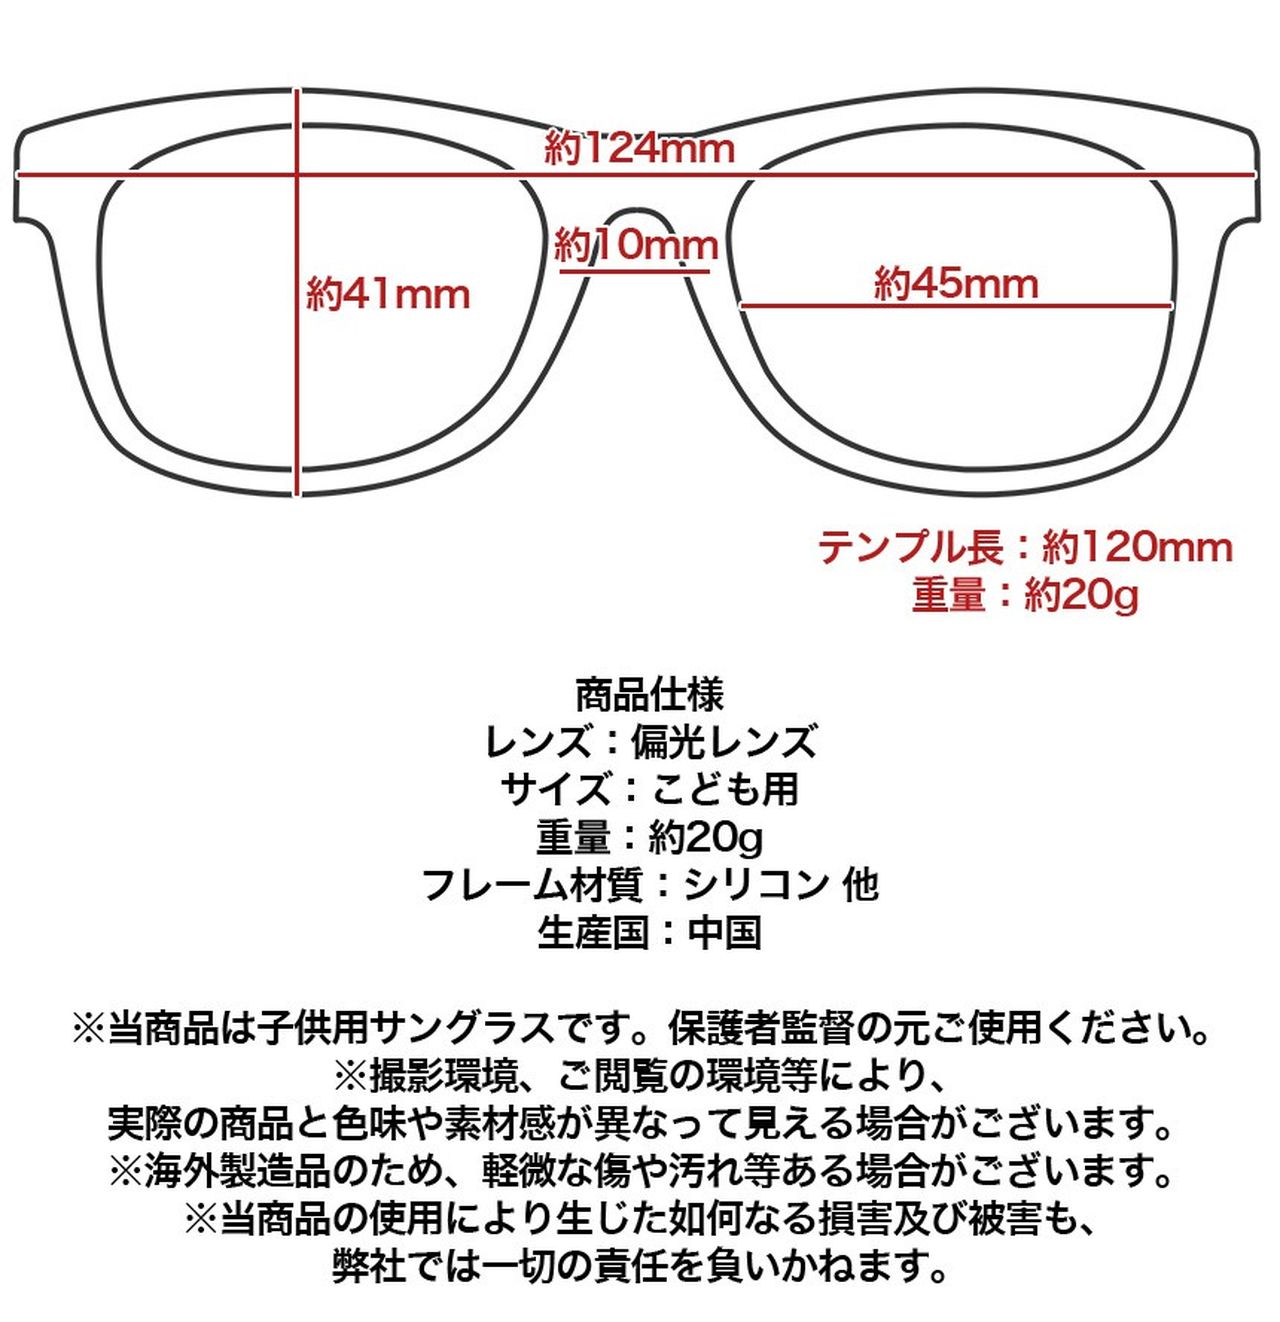 約124mm
約10mm
約45mm
約41mm
テンプル長：約120mm
重量：約20g
商品仕様
レンズ：偏光レンズ
サイズ：こども用
重量：約20g
フレーム材質：シリコン 他
生産国：中国
※当商品は子供用サングラスです。保護者監督の元ご使用ください。
※撮影環境、ご閲覧の環境等により、
実際の商品と色味や素材感が異なって見える場合がございます。
※海外製造品のため、軽微な傷や汚れ等ある場合がございます。
※当商品の使用により生じた如何なる損害及び被害も、
弊社では一切の責任を負いかねます。